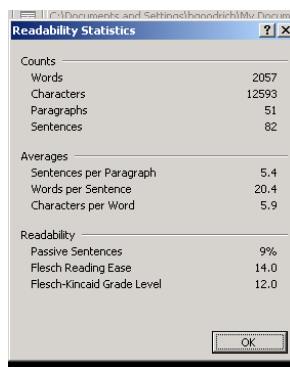 C:\Documents and Settings\bgoodrich\My Docum
Readability Statistics
Counts
Words 2057
Characters 12593
Paragraphs 51
Sentences 82
Averages
Sentences per Paragraph 5.4
Words per Sentence 20.4
Characters per Word 5.9
Readability
Passive Sentences 9%
Flesch Reading Ease 14.0
Flesch-Kincaid Grade Level 12.0
OK